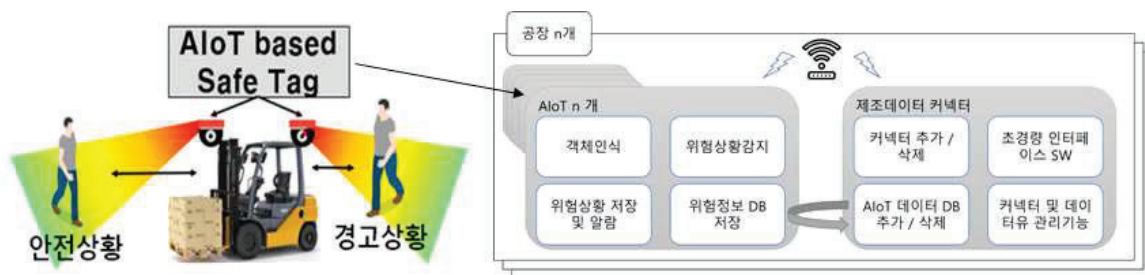 AIoT based
Safe Tag
안전상황
경고상황
공장 n개
AIoT n 개
객체인식
위험상황감지
위험상황 저장
및 알람
위험정보 DB
저장
제조데이터 커넥터
커넥터 추가 /
삭제
초경량 인터페
이스 SW
AIoT 데이터 DB
추가 / 삭제
커넥터 및 데이
터유 관리기능